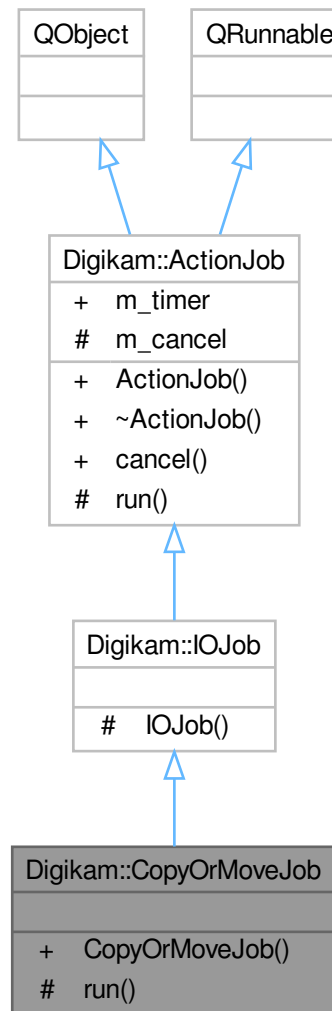 QObject
QRunnable
Digikam::ActionJob
+ m_timer
# m_cancel
+ ActionJob()
+ ~ActionJob()
+ cancel()
# run()
Digikam::IOJob
# IOJob()
Digikam::CopyOrMoveJob
+ CopyOrMoveJob()
# run()